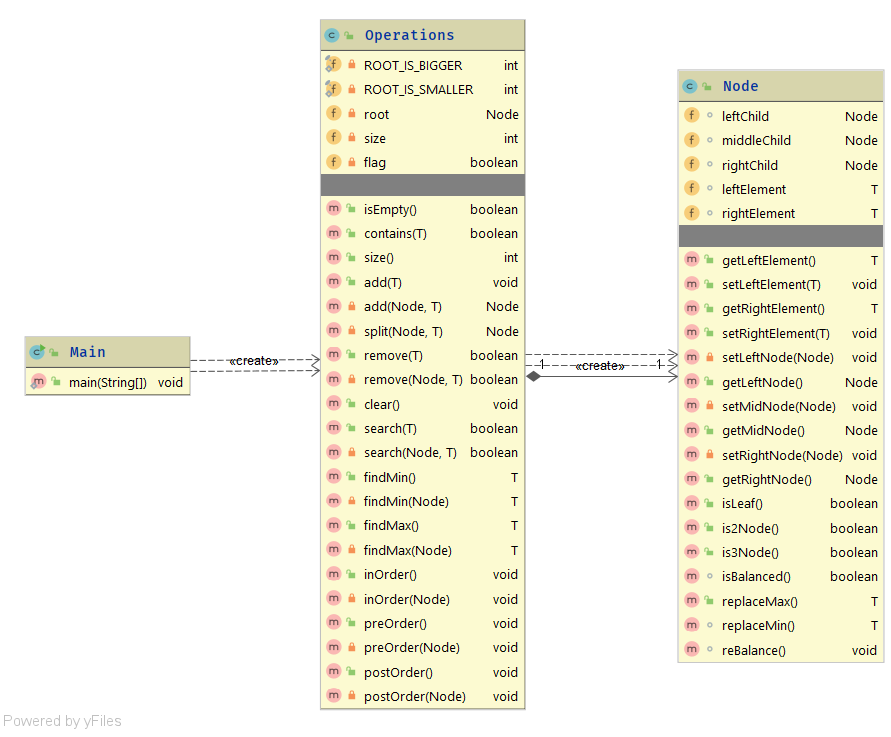 Operations
ROOT_IS_BIGGER int
ROOT_IS_SMALLER int
root Node
size int
flag boolean
isEmpty() boolean
contains(T) boolean
size() int
add(T) void
add(Node, T) Node
split(Node, T) Node
remove(T) boolean
remove(Node, T) boolean
clear() void
search(T) boolean
search(Node, T) boolean
findMin() T
findMin(Node) T
findMax() T
findMax(Node) T
inOrder() void
inOrder(Node) void
preOrder() void
preOrder(Node) void
postOrder() void
postOrder(Node) void
Node
leftChild Node
middleChild Node
rightChild Node
leftElement T
rightElement T
getLeftElement() T
setLeftElement(T) void
getRightElement() T
setRightElement(T) void
setLeftNode(Node) void
getLeftNode() Node
setMidNode(Node) void
getMidNode() Node
setRightNode(Node) void
getRightNode() Node
isLeaf() boolean
is2Node() boolean
is3Node() boolean
isBalanced() boolean
replaceMax() T
replaceMin() T
reBalance() void
Main
main(String[]) void
«create»
1 «create» 1
Powered by yFiles